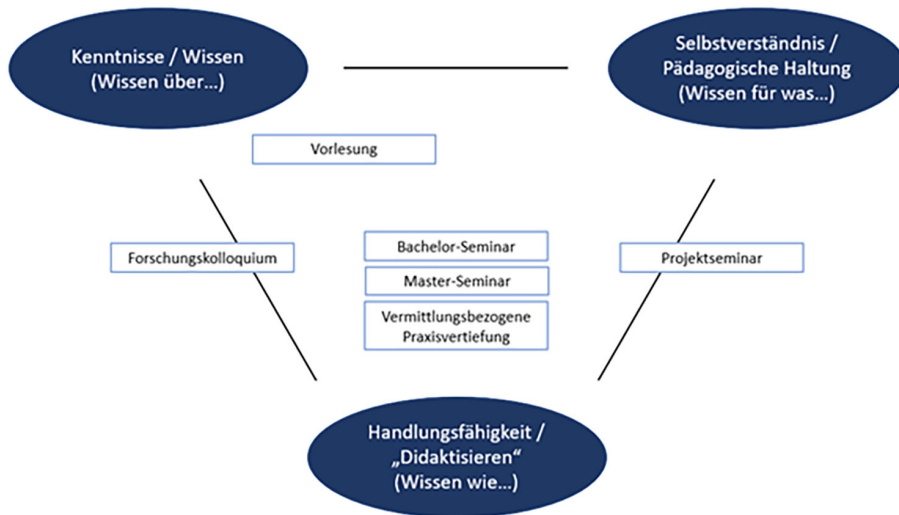 Kenntnisse / Wissen
(Wissen über...)
Selbstverständnis /
Pädagogische Haltung
(Wissen für was...)
Vorlesung
Forschungskolloquium
Bachelor-Seminar
Master-Seminar
Vermittlungsbezogene
Praxisvertiefung
Projektseminar
Handlungsfähigkeit /
„Didaktisieren“
(Wissen wie...)